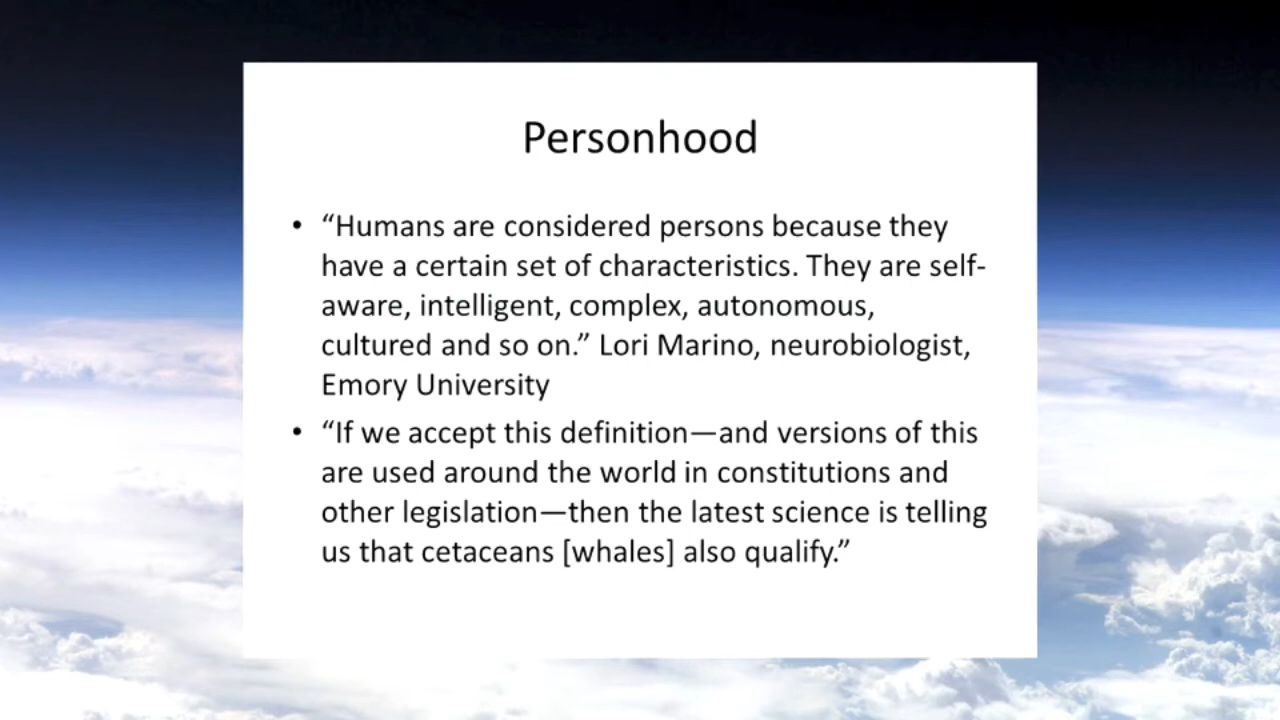 Personhood
• “Humans are considered persons because they
have a certain set of characteristics. They are self-
aware, intelligent, complex, autonomous,
cultured and so on.” Lori Marino, neurobiologist,
Emory University
• “If we accept this definition—and versions of this
are used around the world in constitutions and
other legislation—then the latest science is telling
us that cetaceans [whales] also qualify.”